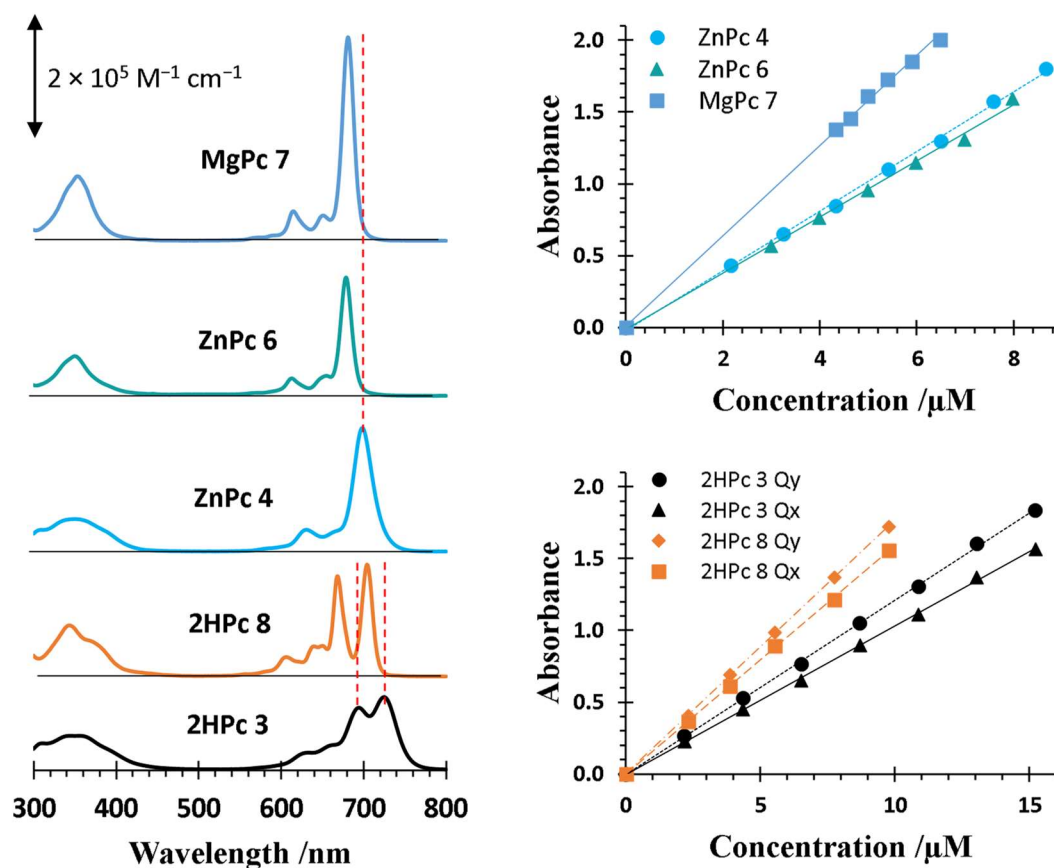 2 × 10⁵ M⁻¹ cm⁻¹
MgPc 7
ZnPc 6
ZnPc 4
2HPc 8
2HPc 3
300 400 500 600 700 800
Wavelength /nm
Absorbance
2.0
1.5
1.0
0.5
0.0
ZnPc 4
ZnPc 6
MgPc 7
0 4 6 8
Concentration /µM
Absorbance
2.0
1.5
1.0
0.5
0.0
2HPc 3 Qy
2HPc 3 Qx
2HPc 8 Qy
2HPc 8 Qx
0 5 10 15
Concentration /µM